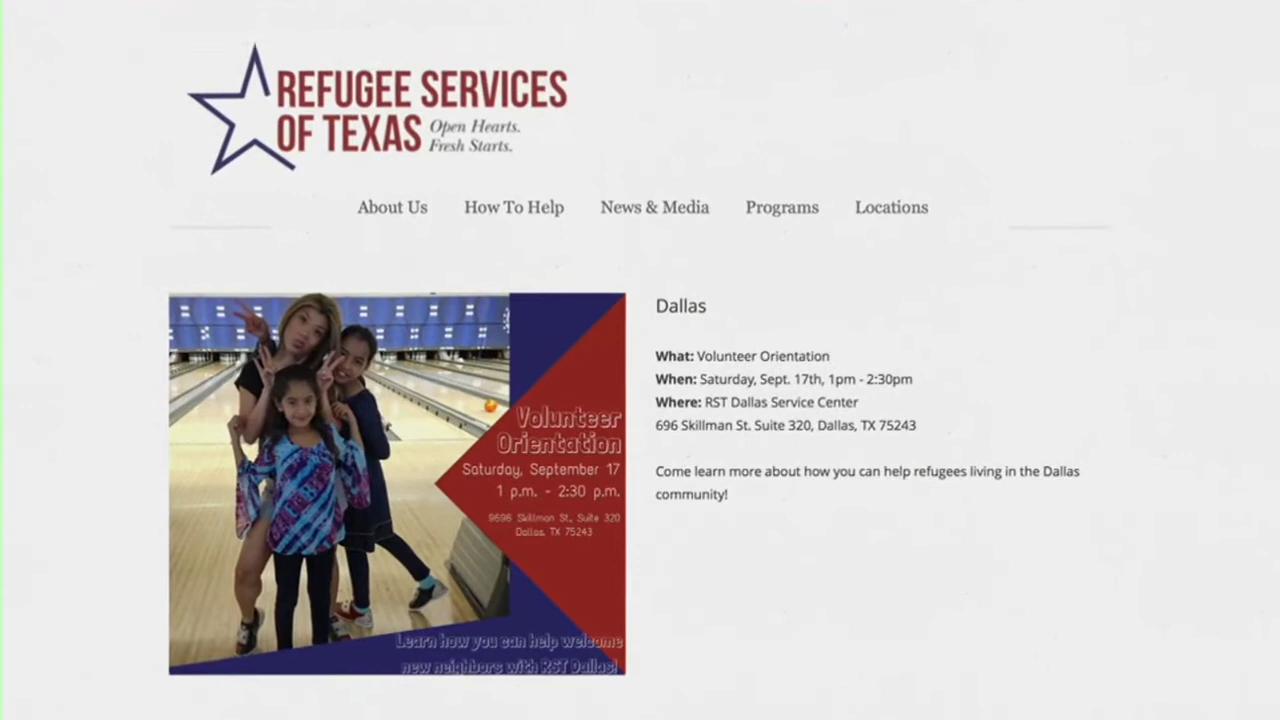 REFUGEE SERVICES
OF TEXAS Open Hearts.
Fresh Starts.
About Us How To Help News & Media Programs Locations
Volunteer
Orientation
Saturday, September 17
1 p.m. - 2:30 p.m.
9696 Skillman St., Suite 320
Dallas, TX 75243
Learn how you can help welcome
new neighbors with RST Dallas!
Dallas
What: Volunteer Orientation
When: Saturday, Sept. 17th, 1pm - 2:30pm
Where: RST Dallas Service Center
696 Skillman St. Suite 320, Dallas, TX 75243
Come learn more about how you can help refugees living in the Dallas
community!